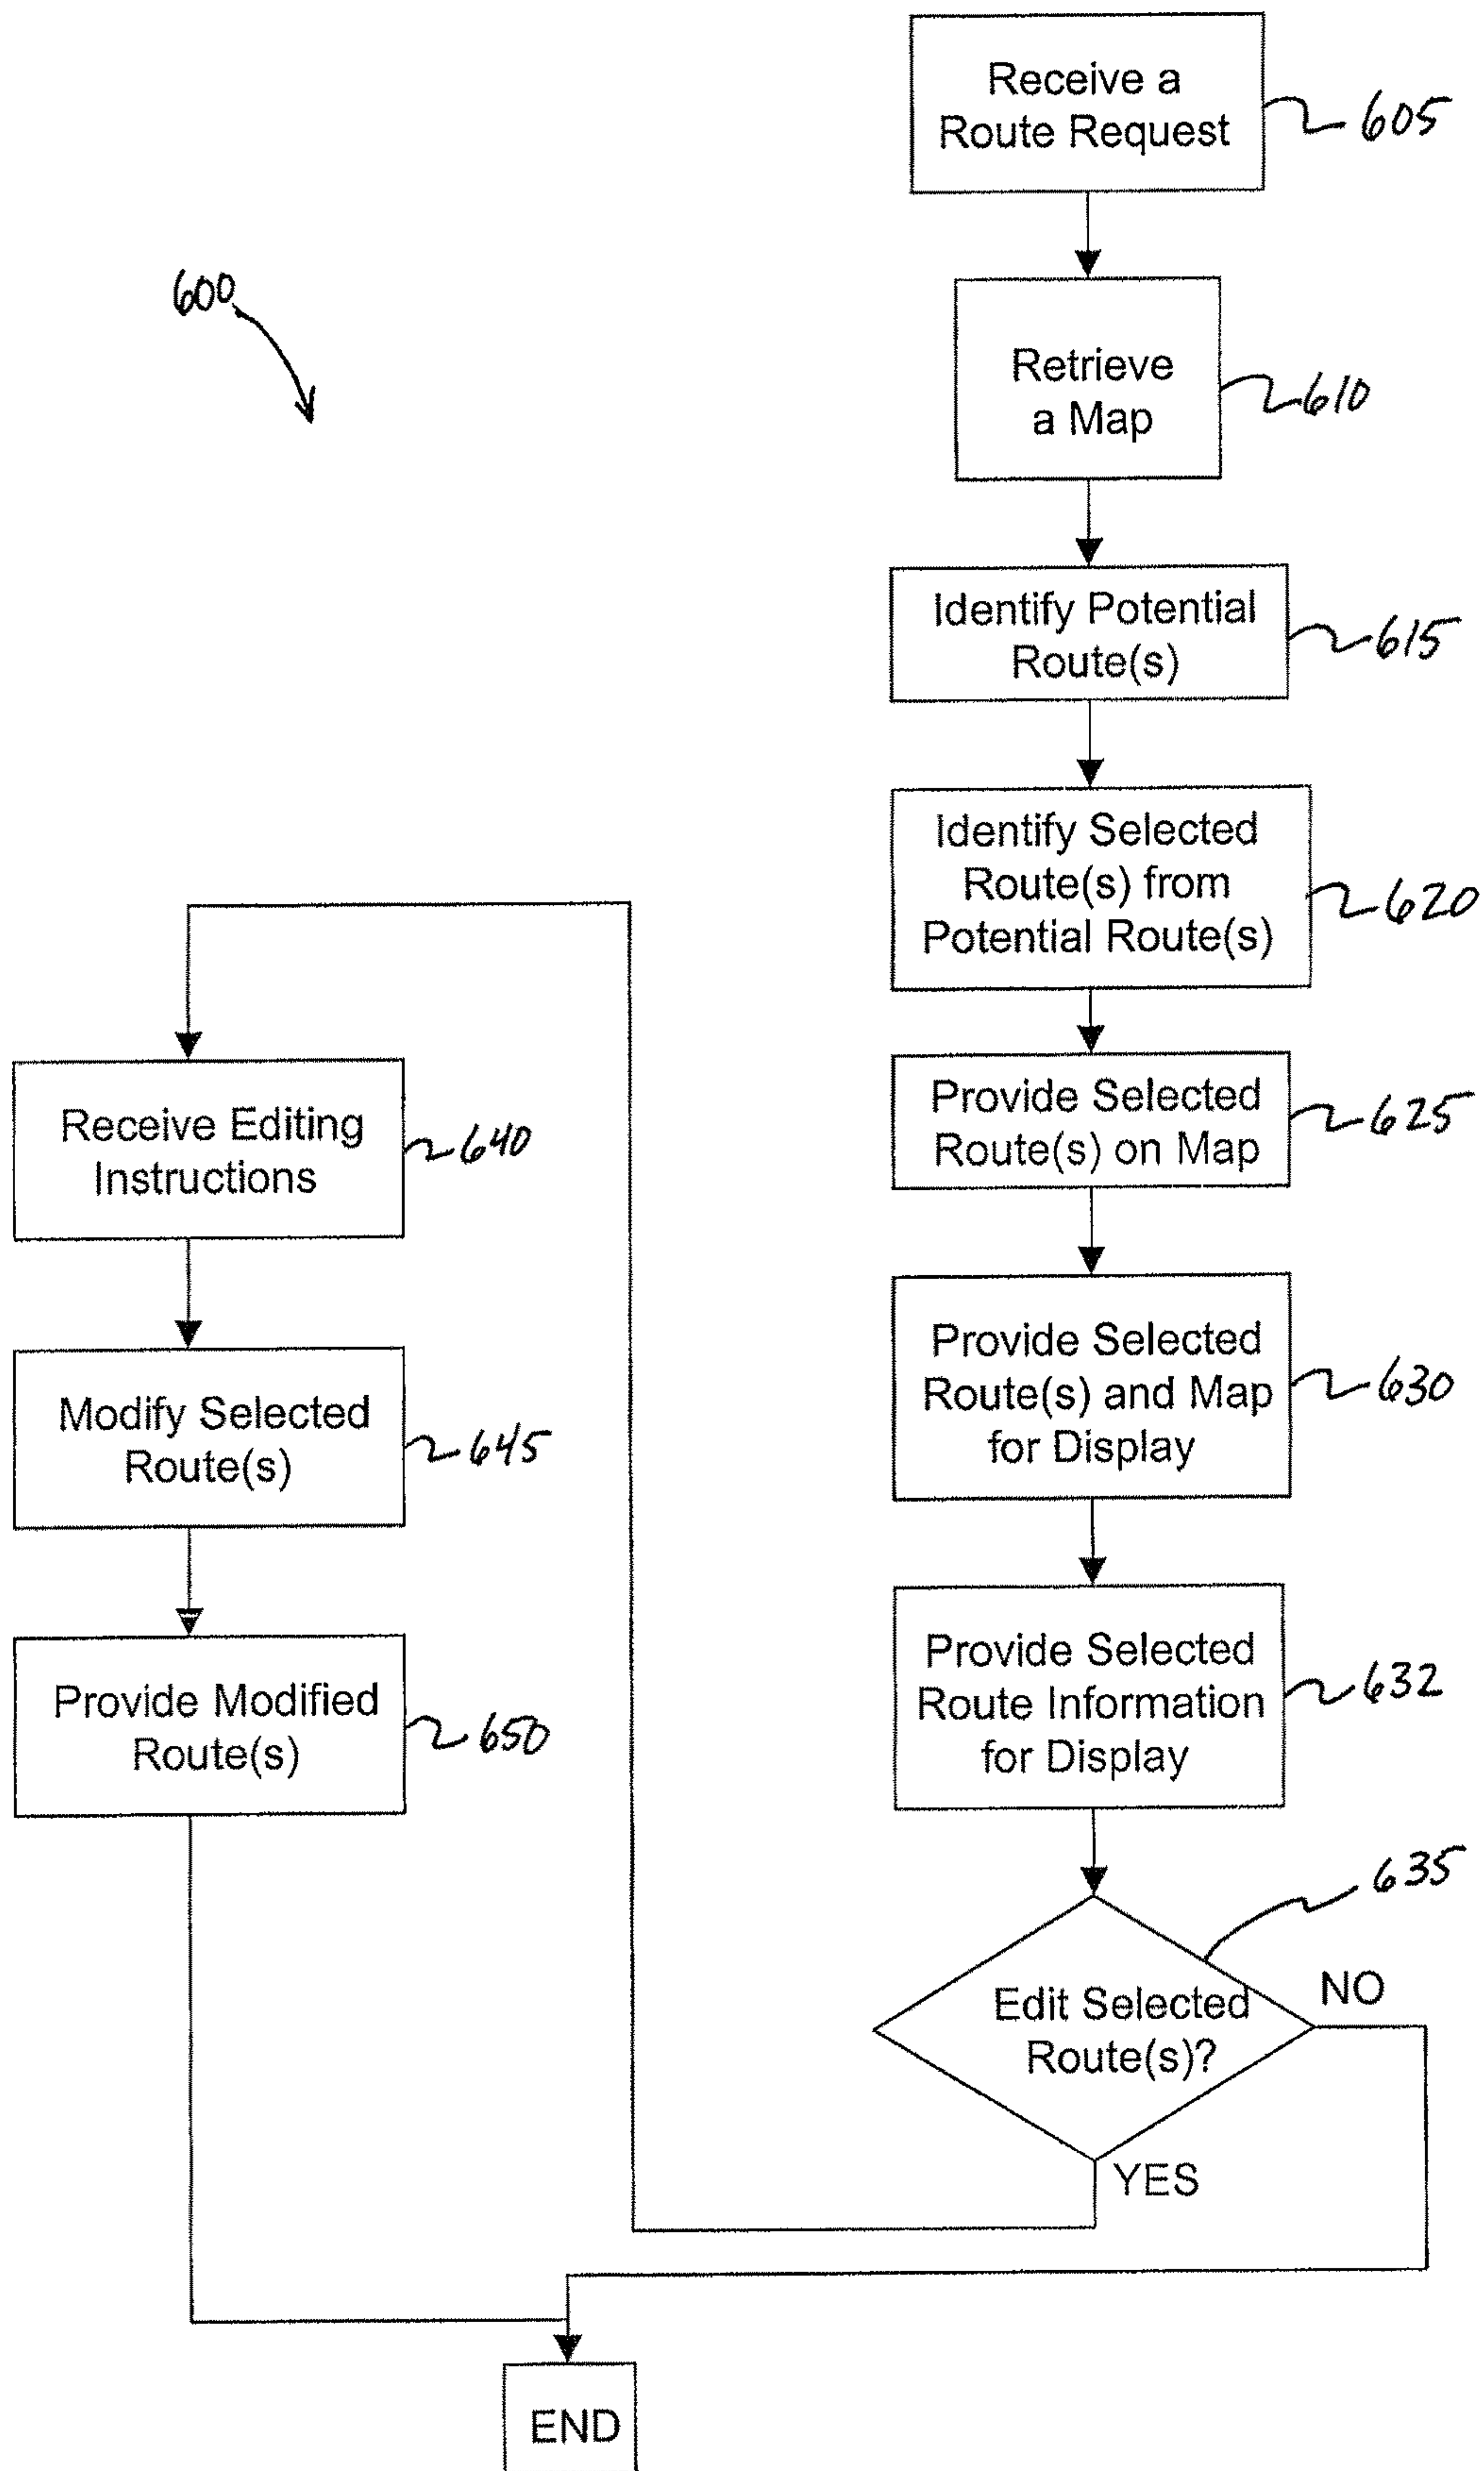 Receive a
Route Request
605
600
Retrieve
a Map
610
Identify Potential
Route(s)
615
Identify Selected
Route(s) from
Potential Route(s)
620
Provide Selected
Route(s) on Map
625
Receive Editing
Instructions
640
Provide Selected
Route(s) and Map
for Display
630
Modify Selected
Route(s)
645
Provide Selected
Route Information
for Display
632
Provide Modified
Route(s)
650
635
Edit Selected
Route(s)?
NO
YES
END